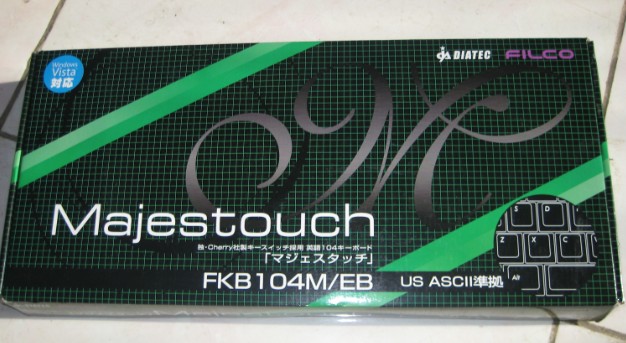 Windows
Vista
対応
DIATEC FILCO
Majestouch
独・Cherry社製キースイッチ採用 英語104キーボード
「マジェスタッチ」
FKB104M/EB US ASCII準拠
S D
Z X C
Alt